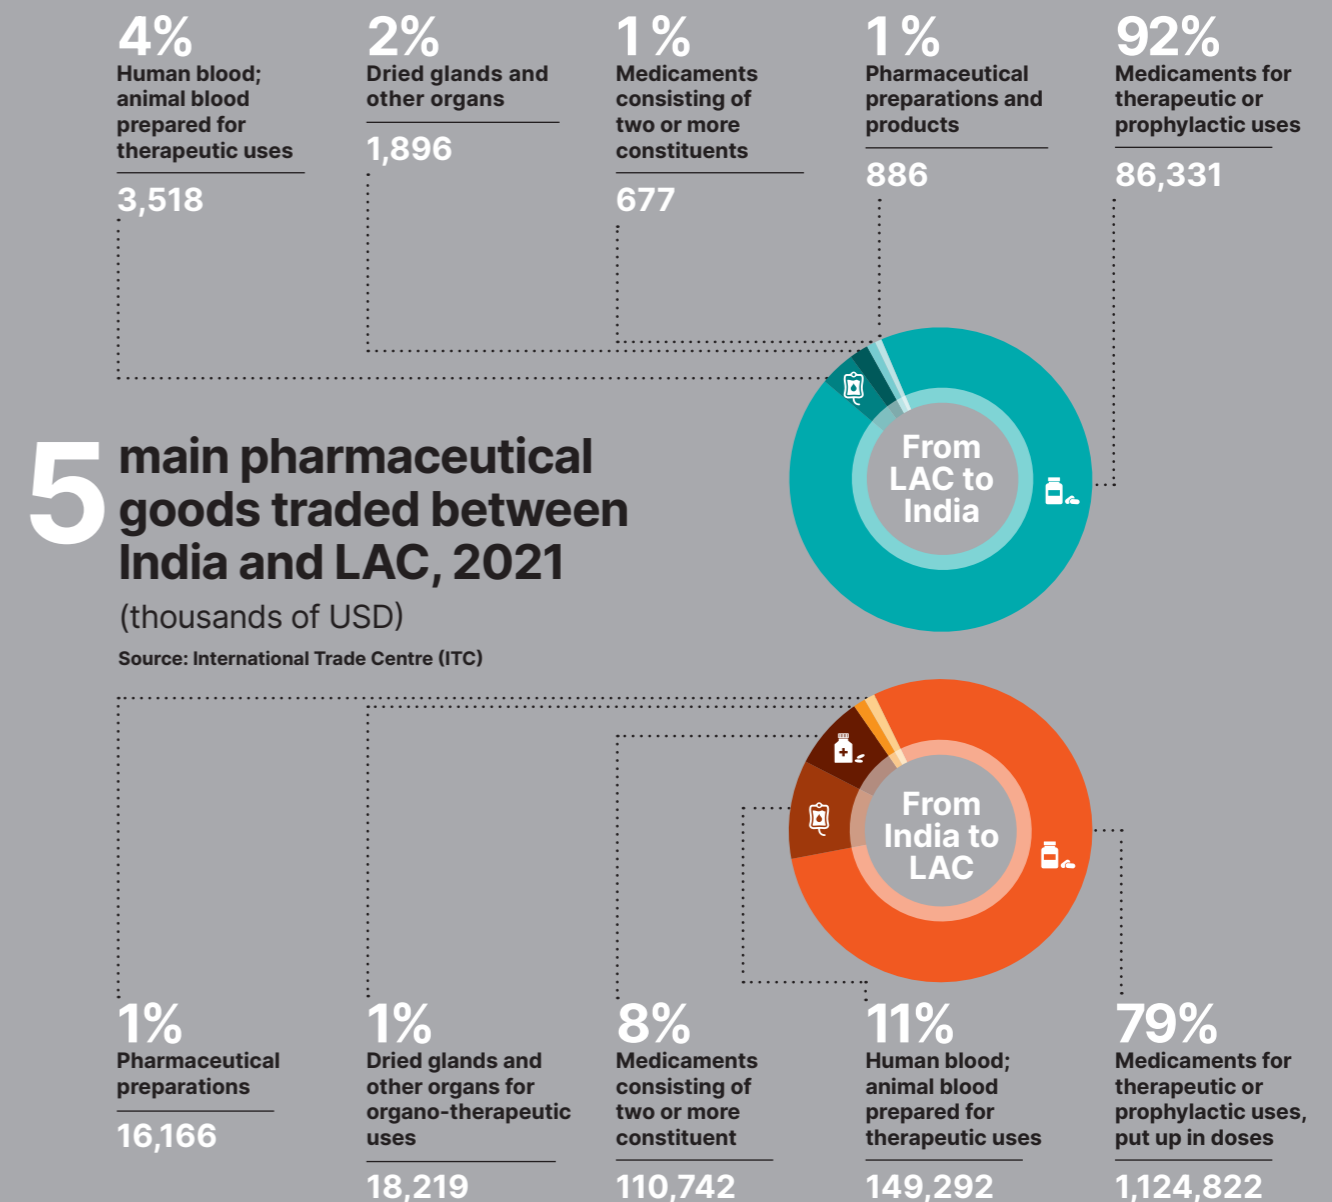 4%
Human blood;
animal blood
prepared for
therapeutic uses
3,518
2%
Dried glands and
other organs
1,896
1%
Medicaments
consisting of
two or more
constituents
677
1%
Pharmaceutical
preparations and
products
886
92%
Medicaments for
therapeutic or
prophylactic uses
86,331
From
LAC to
India
5 main pharmaceutical
goods traded between
India and LAC, 2021
(thousands of USD)
Source: International Trade Centre (ITC)
From
India to
LAC
1%
Pharmaceutical
preparations
16,166
1%
Dried glands and
other organs for
organo-therapeutic
uses
18,219
8%
Medicaments
consisting of
two or more
constituent
110,742
11%
Human blood;
animal blood
prepared for
therapeutic uses
149,292
79%
Medicaments for
therapeutic or
prophylactic uses,
put up in doses
1,124,822